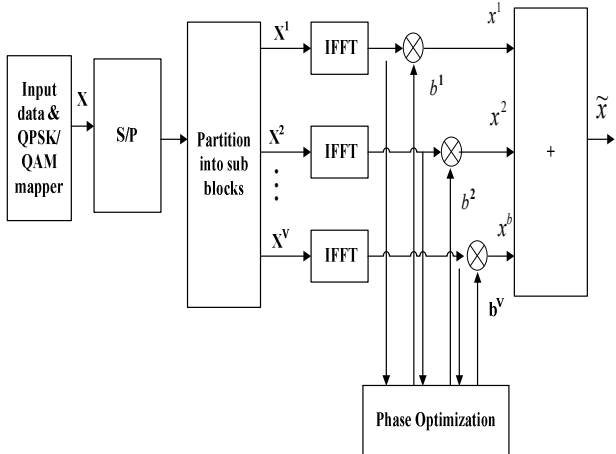 Input
data &
QPSK/
QAM
mapper
X
S/P
Partition
into sub
blocks
X¹
IFFT
b¹
x¹
X²
IFFT
b²
x²
Xⱽ
IFFT
bⱽ
xᵇ
+
x̃
Phase Optimization